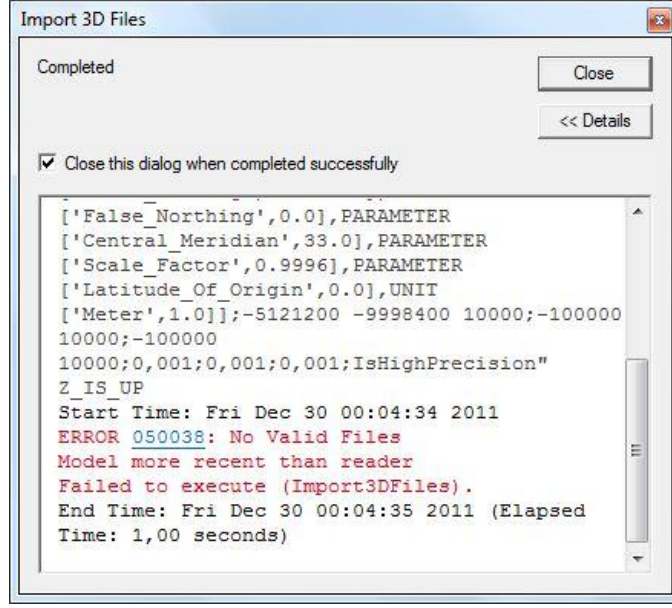 Import 3D Files
Completed
Close
<< Details
Close this dialog when completed successfully
['False_Northing',0.0],PARAMETER
['Central_Meridian',33.0],PARAMETER
['Scale_Factor',0.9996],PARAMETER
['Latitude_Of_Origin',0.0],UNIT
['Meter',1.0]];-5121200 -9998400 10000;-100000
10000;-100000
10000;0,001;0,001;0,001;IsHighPrecision"
Z_IS_UP
Start Time: Fri Dec 30 00:04:34 2011
ERROR 050038: No Valid Files
Model more recent than reader
Failed to execute (Import3DFiles).
End Time: Fri Dec 30 00:04:35 2011 (Elapsed
Time: 1,00 seconds)